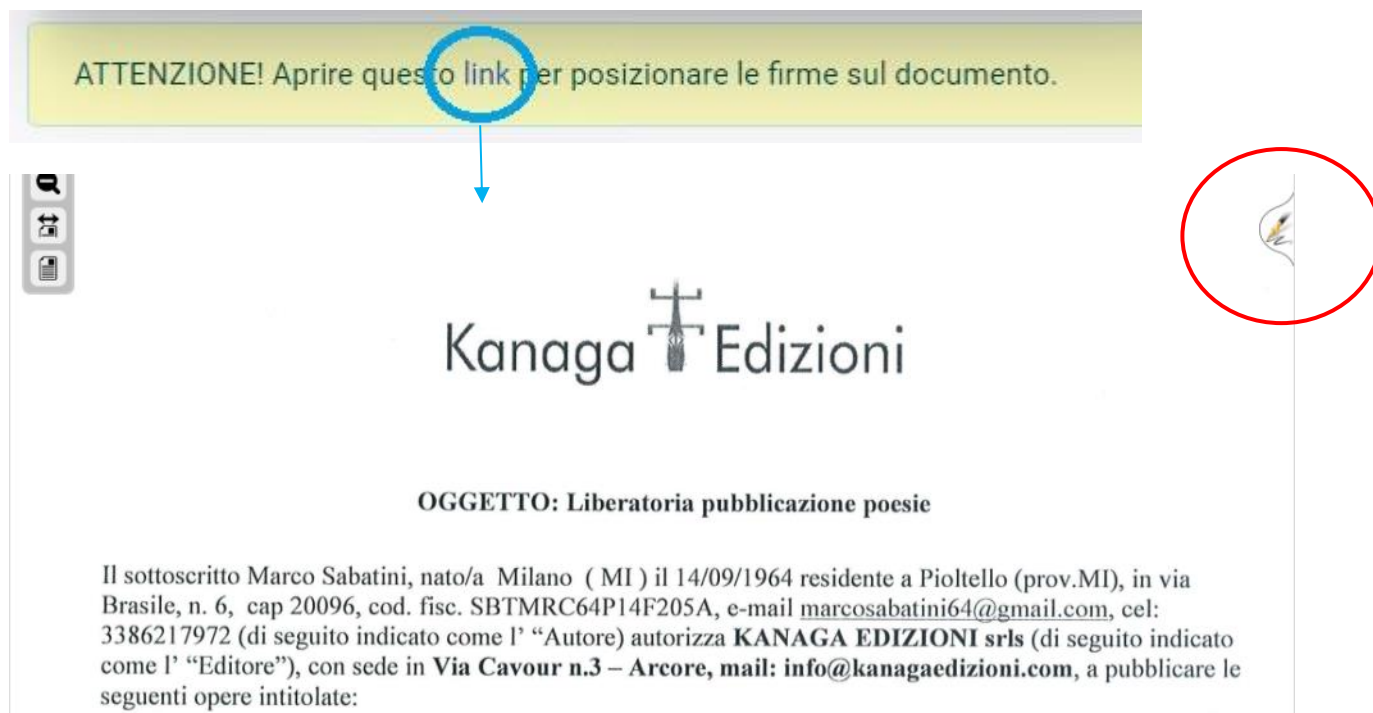 ATTENZIONE! Aprire questo link per posizionare le firme sul documento.
Kanaga Edizioni
OGGETTO: Liberatoria pubblicazione poesie
Il sottoscritto Marco Sabatini, nato/a Milano ( MI ) il 14/09/1964 residente a Pioltello (prov.MI), in via
Brasile, n. 6, cap 20096, cod. fisc. SBTMRC64P14F205A, e-mail marcosabatini64@gmail.com, cel:
3386217972 (di seguito indicato come l' “Autore) autorizza KANAGA EDIZIONI srls (di seguito indicato
come l' “Editore”), con sede in Via Cavour n.3 – Arcore, mail: info@kanagaedizioni.com, a pubblicare le
seguenti opere intitolate: